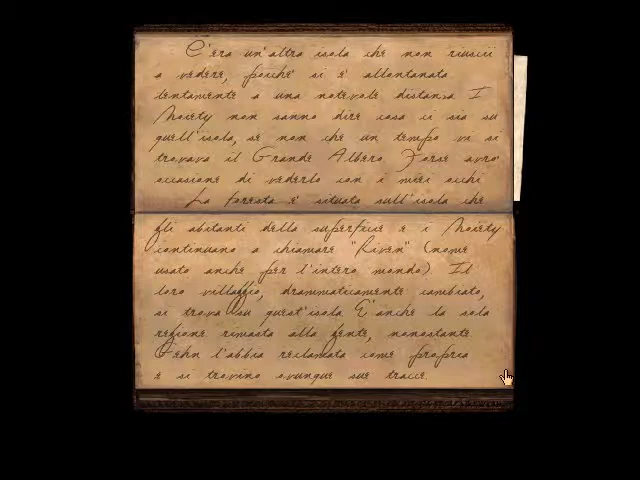 C'era un'altra isola che non riuscii
a vedere, poiché si è allontanata
lentamente a una notevole distanza. I
Moiety non sanno dire cosa ci sia su
quell'isola, se non che un tempo vi si
trovava il Grande Albero. Forse avrò
occasione di vederlo con i miei occhi.
La foresta è situata sull'isola che
gli abitanti della superficie e i Moiety
continuano a chiamare "Riven" (nome
usato anche per l'intero mondo). Il
loro villaggio, drammaticamente cambiato,
si trova su quest'isola. E' anche la sola
regione rimasta alla gente, nonostante
Gehn l'abbia reclamata come propria
e si trovino ovunque sue tracce.